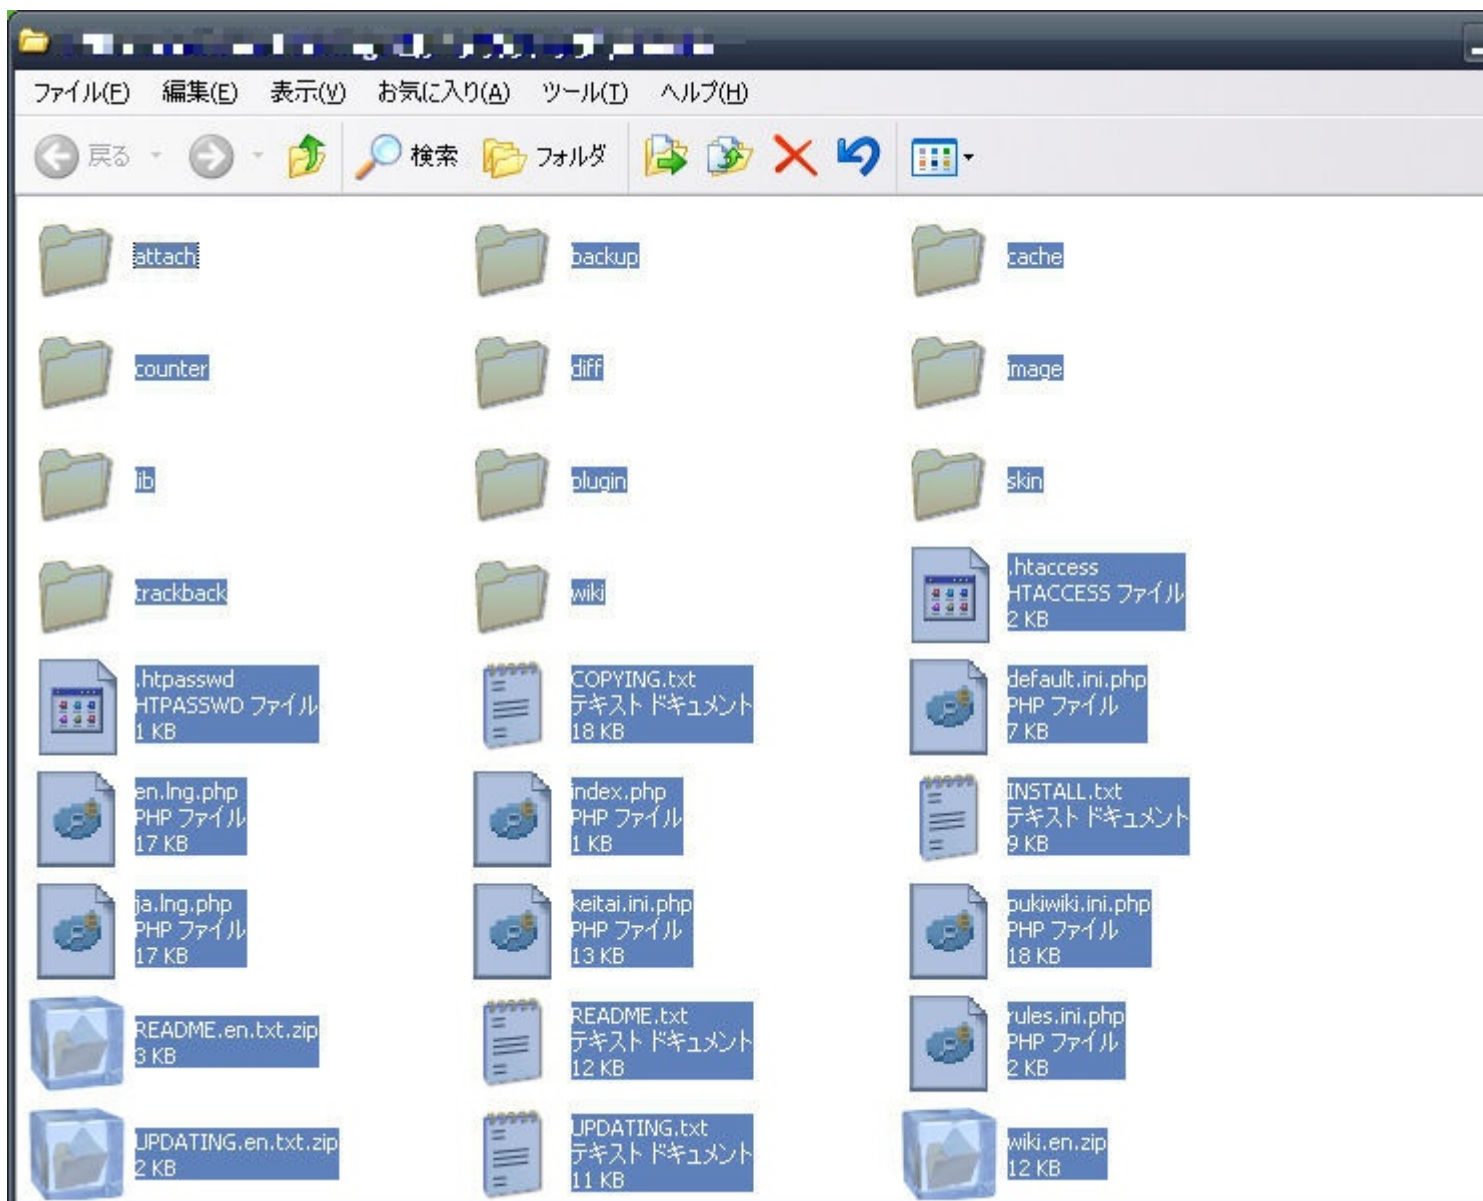 ファイル(F) 編集(E) 表示(V) お気に入り(A) ツール(T) ヘルプ(H)
戻る 検索 フォルダ
attach
backup
cache
counter
diff
image
lib
plugin
skin
trackback
wiki
.htaccess
HTACCESS ファイル
2 KB
.htpasswd
HTPASSWD ファイル
1 KB
COPYING.txt
テキスト ドキュメント
18 KB
default.ini.php
PHP ファイル
7 KB
en.lng.php
PHP ファイル
17 KB
index.php
PHP ファイル
1 KB
INSTALL.txt
テキスト ドキュメント
9 KB
ja.lng.php
PHP ファイル
17 KB
keitai.ini.php
PHP ファイル
13 KB
pukiwiki.ini.php
PHP ファイル
18 KB
README.en.txt.zip
3 KB
README.txt
テキスト ドキュメント
12 KB
rules.ini.php
PHP ファイル
2 KB
UPDATING.en.txt.zip
2 KB
UPDATING.txt
テキスト ドキュメント
11 KB
wiki.en.zip
12 KB